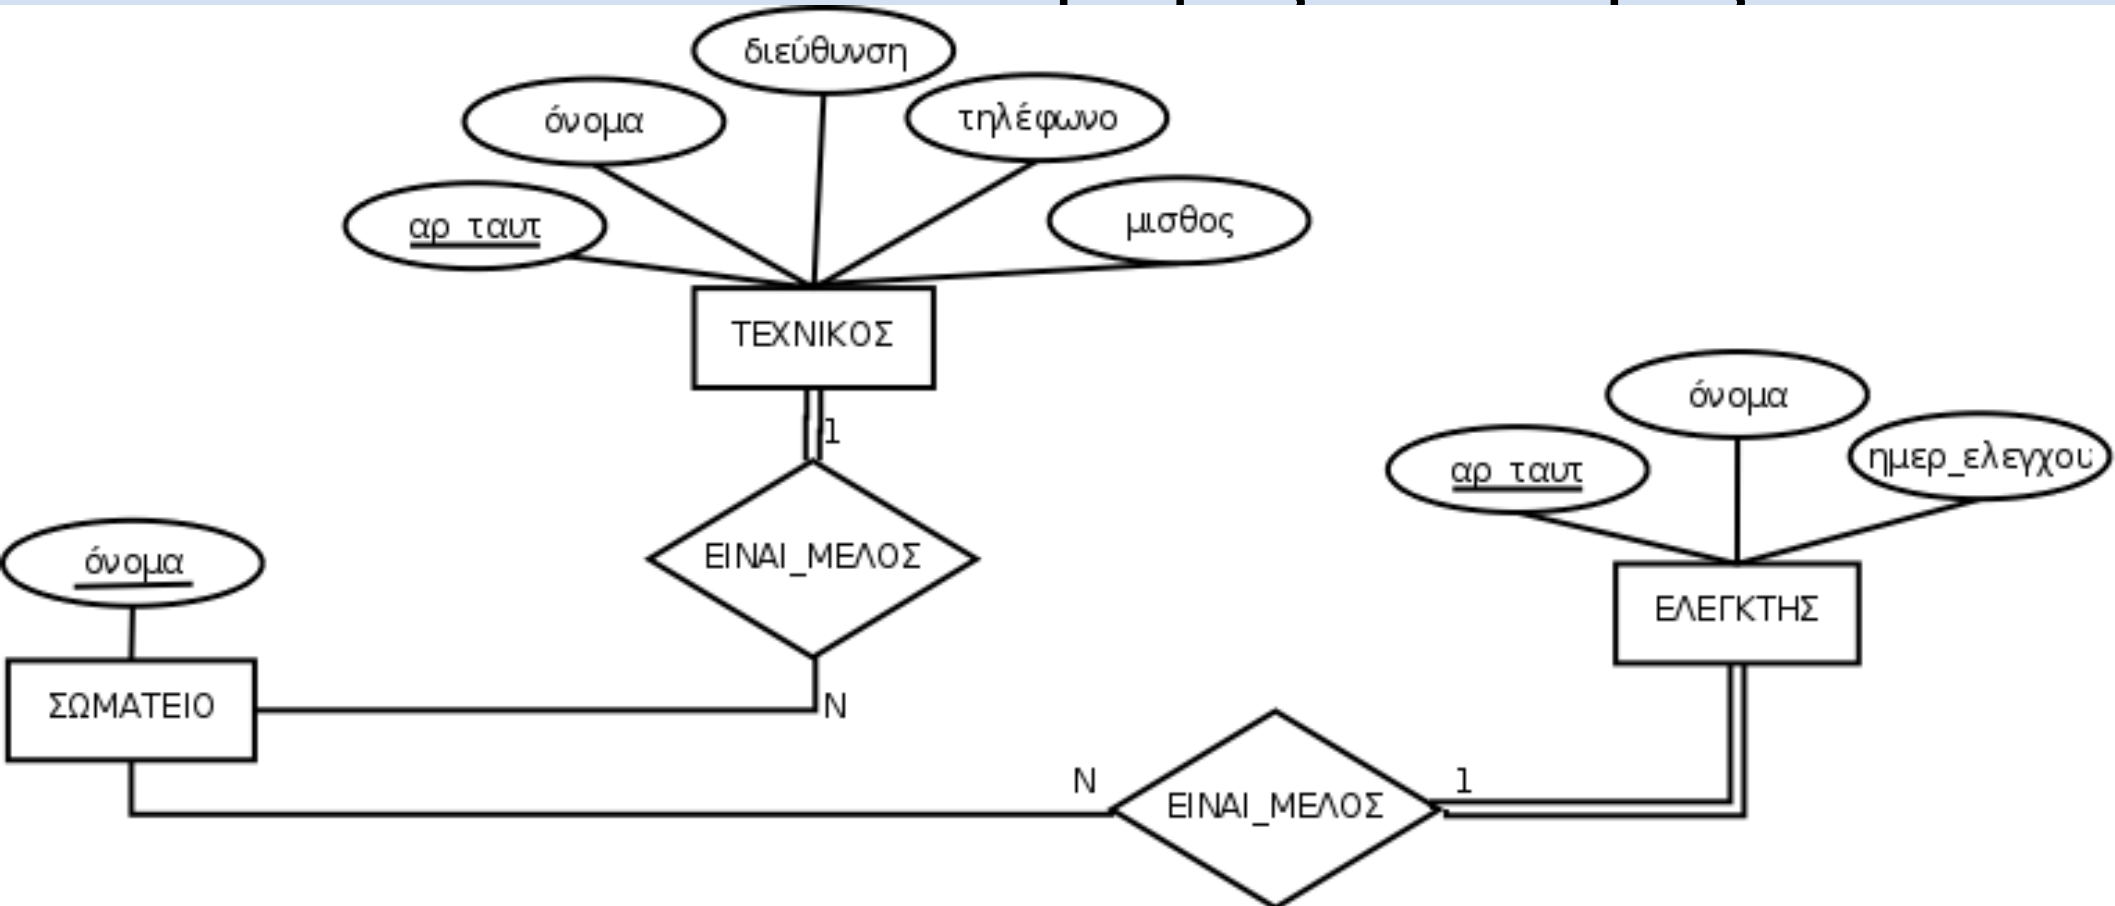 διεύθυνση
όνομα
τηλέφωνο
αρ_ταυτ
μισθος
ΤΕΧΝΙΚΟΣ
1
όνομα
αρ_ταυτ
ημερ_ελεγχου
ΕΙΝΑΙ_ΜΕΛΟΣ
όνομα
ΕΛΕΓΚΤΗΣ
ΣΩΜΑΤΕΙΟ
N
N
1
ΕΙΝΑΙ_ΜΕΛΟΣ